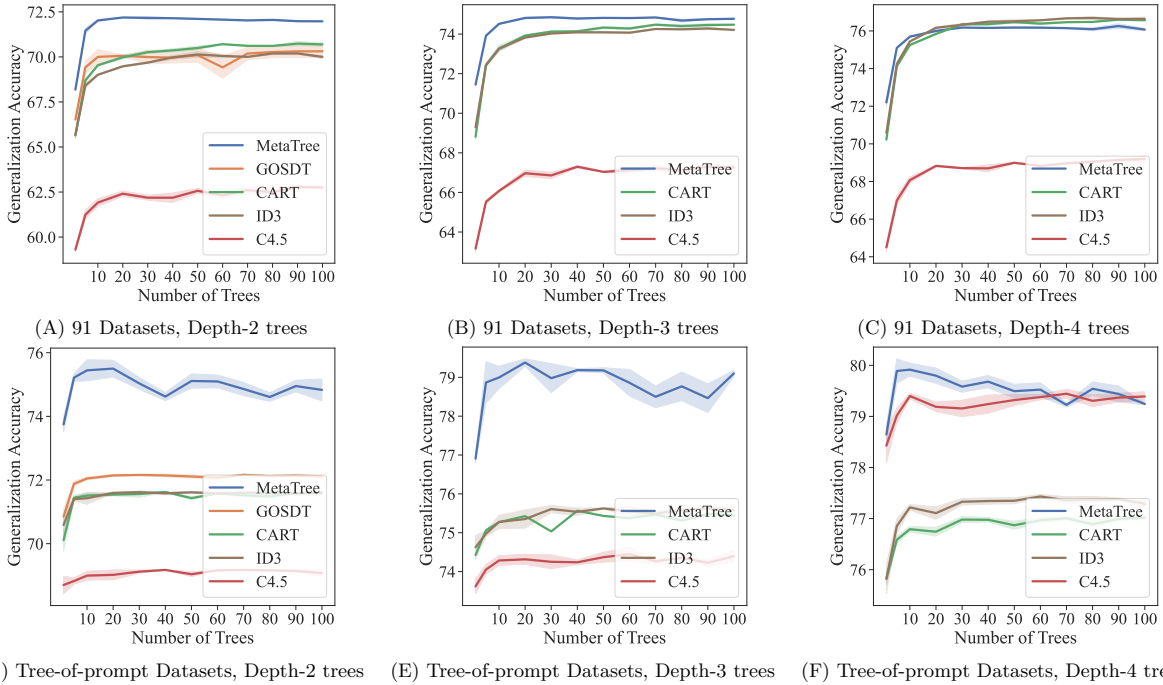 72.5
70.0
67.5
65.0
62.5
60.0
Generalization Accuracy
MetaTree
GOSDT
CART
ID3
C4.5
10 20 30 40 50 60 70 80 90 100
Number of Trees
(A) 91 Datasets, Depth-2 trees
74
72
70
68
66
64
Generalization Accuracy
MetaTree
CART
ID3
C4.5
10 20 30 40 50 60 70 80 90 100
Number of Trees
(B) 91 Datasets, Depth-3 trees
76
74
72
70
68
66
64
Generalization Accuracy
MetaTree
CART
ID3
C4.5
10 20 30 40 50 60 70 80 90 100
Number of Trees
(C) 91 Datasets, Depth-4 trees
76
74
72
70
Generalization Accuracy
MetaTree
GOSDT
CART
ID3
C4.5
10 20 30 40 50 60 70 80 90 100
Number of Trees
) Tree-of-prompt Datasets, Depth-2 trees
79
78
77
76
75
74
Generalization Accuracy
MetaTree
CART
ID3
C4.5
10 20 30 40 50 60 70 80 90 100
Number of Trees
(E) Tree-of-prompt Datasets, Depth-3 trees
80
79
78
77
76
Generalization Accuracy
MetaTree
CART
ID3
C4.5
10 20 30 40 50 60 70 80 90 100
Number of Trees
(F) Tree-of-prompt Datasets, Depth-4 tre